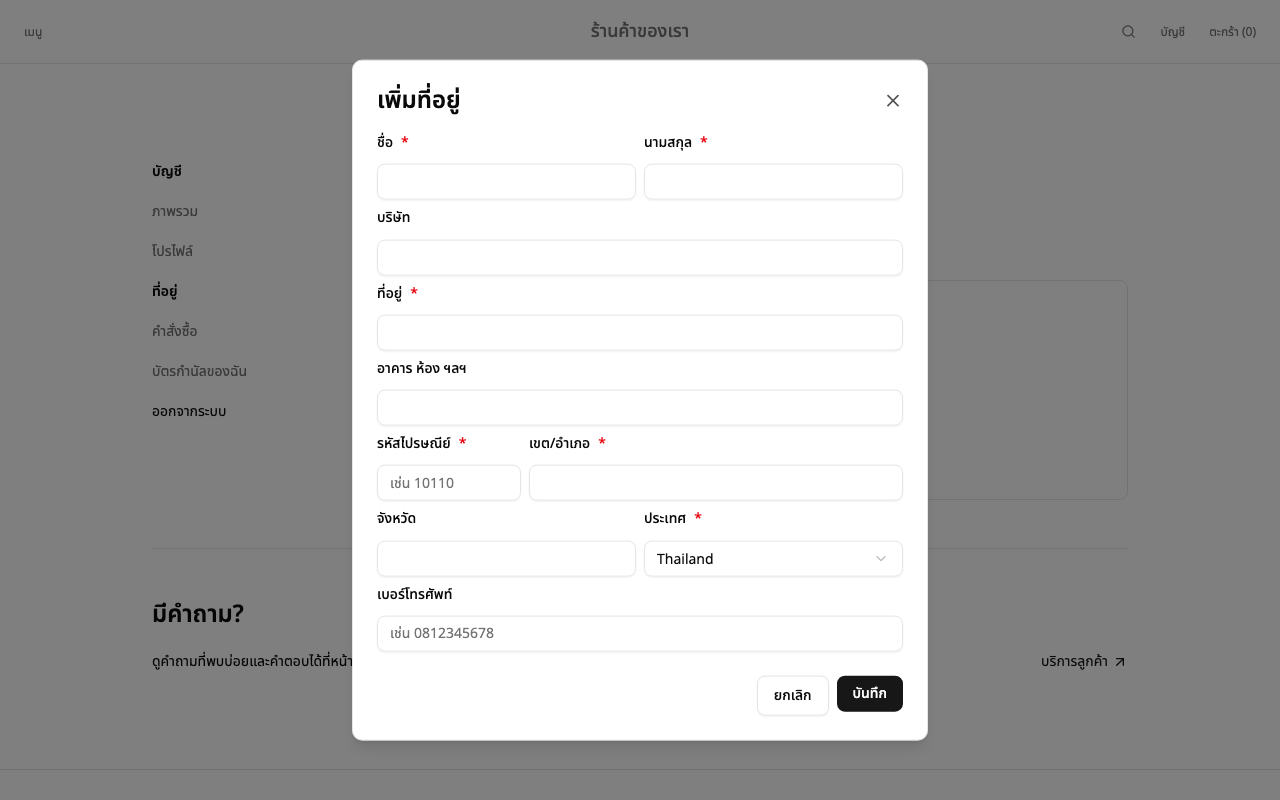 เมนู
ร้านค้าของเรา
บัญชี
ตะกร้า (0)
บัญชี
ภาพรวม
โปรไฟล์
ที่อยู่
คำสั่งซื้อ
บัตรกำนัลของฉัน
ออกจากระบบ
เพิ่มที่อยู่
ชื่อ *
นามสกุล *
บริษัท
ที่อยู่ *
อาคาร ห้อง ฯลฯ
รหัสไปรษณีย์ *
เขต/อำเภอ *
เช่น 10110
จังหวัด
ประเทศ *
Thailand
เบอร์โทรศัพท์
เช่น 0812345678
ยกเลิก
บันทึก
มีคำถาม?
ดูคำถามที่พบบ่อยและคำตอบได้ที่หน้า
บริการลูกค้า